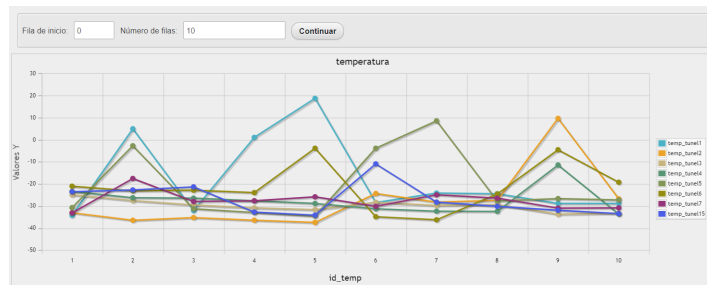 Fila de inicio: 0 Número de filas: 10 Continuar
temperatura
30
20
10
0
-10
-20
-30
-40
-50
Valores Y
1 2 3 4 5 6 7 8 9 10
id_temp
temp_tunel1
temp_tunel2
temp_tunel3
temp_tunel4
temp_tunel5
temp_tunel6
temp_tunel7
temp_tunel15